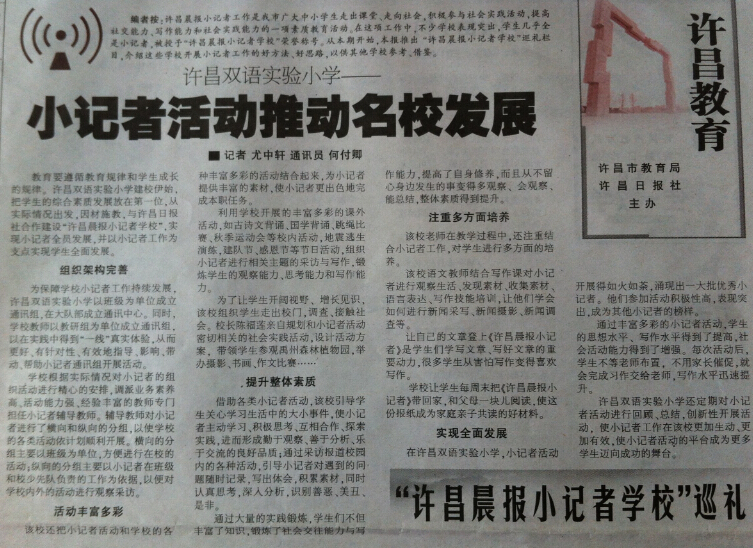 编者按：许昌晨报小记者工作是我市广大中小学生走出课堂、走向社会，积极参与社会实践活动，提高
社交能力、写作能力和社会实践能力的一项素质教育活动。在这项工作中，不少学校表现突出，学生几乎全
是小记者，被授予“许昌晨报小记者学校”荣誉称号。从本期开始，本报推出“许昌晨报小记者学校”巡礼栏
目，介绍这些学校开展小记者工作的好方法、好思路，以供其他学校参考、借鉴。
许昌双语实验小学——
小记者活动推动名校发展
■ 记者 尤中轩 通讯员 何付卿
教育要遵循教育规律和学生成长
的规律。许昌双语实验小学建校伊始，
把学生的综合素质发展放在第一位，从
实际情况出发，因材施教，与许昌日报
社合作建设“许昌晨报小记者学校”，实
现小记者全员发展，并以小记者工作为
支点实现学生全面发展。
组织架构完善
为保障学校小记者工作持续发展，
许昌双语实验小学以班级为单位成立
通讯组，在大队部成立通讯中心。同时，
学校教师以教研组为单位成立通讯组，
以在实践中得到“一线”真实体验，从而
更好、有针对性、有效地指导、影响、带
动、帮助小记者通讯组开展活动。
学校根据实际情况对小记者的组
织活动进行精心的安排，调派业务素养
高、活动能力强、经验丰富的教师专门
担任小记者辅导教师。辅导教师对小记
者进行了横向和纵向的分组，以使学校
的各类活动依计划顺利开展。横向的分
组主要以班级为单位，方便进行在校的
活动；纵向的分组主要以小记者在班级
和校少先队负责的工作为依据，以便对
学校内外的活动进行观察采访。
活动丰富多彩
该校还把小记者活动和学校的各
种丰富多彩的活动结合起来，为小记者
提供丰富的素材，使小记者更出色地完
成本职任务。
利用学校开展的丰富多彩的课外
活动，如古诗文背诵、国学背诵、跳绳比
赛、秋季运动会等校内活动，地震逃生
演练、建队节、感恩节等节日活动，组织
小记者进行相关主题的采访与写作，锻
炼学生的观察能力、思考能力和写作能
力。
为了让学生开阔视野、增长见识，
该校组织学生走出校门，调查、接触社
会。校长陈溜莲亲自规划和小记者活动
密切相关的社会实践活动，设计活动方
案，带领学生参观禹州森林植物园，举
办摄影、书画、作文比赛……
提升整体素质
借助各类小记者活动，该校引导学
生关心学习生活中的大小事件，使小记
者主动学习、积极思考、互相合作、探索
实践，进而形成勤于观察、善于分析、乐
于交流的良好品质；通过采访报道校园
内的各种活动，引导小记者对遇到的问
题随时记录，写出体会，积累素材，同时
认真思考，深入分析，识别善恶、美丑、
是非。
通过大量的实践锻炼，学生们不但
丰富了知识，锻炼了社会交往能力与写
作能力，提高了自身修养，而且从不留
心身边发生的事变得多观察、会观察、
能总结，整体素质得到提升。
注重多方面培养
该校老师在教学过程中，还注重结
合小记者工作，对学生进行多方面的培
养。
该校语文教师结合写作课对小记
者进行观察生活、发现素材、收集素材、
语言表达、写作技能培训，让他们学会
如何进行新闻采写、新闻摄影、新闻调
查等。
让自己的文章登上《许昌晨报小记
者》是学生们学写文章、写好文章的重
要动力，很多学生从害怕写作变得喜欢
写作。
学校让学生每周末把《许昌晨报小
记者》带回家，和父母一块儿阅读，使这
份报纸成为家庭亲子共读的好材料。
实现全面发展
在许昌双语实验小学，小记者活动
开展得如火如荼，涌现出一大批优秀小
记者。他们参加活动积极性高，表现突
出，成为其他小记者的榜样。
通过丰富多彩的小记者活动，学生
的思想水平、写作水平得到了提高，社
会活动能力得到了增强。每次活动后，
学生不等老师布置，不用家长催促，就
会完成习作交给老师，写作水平迅速提
升。
许昌双语实验小学还定期对小记
者活动进行回顾、总结，创新性开展活
动，使小记者工作在该校更加生动、更
加有效，使小记者活动的平台成为更多
学生迈向成功的舞台。
许昌教育
许昌市教育局
许昌日报社
主办
“许昌晨报小记者学校”巡礼